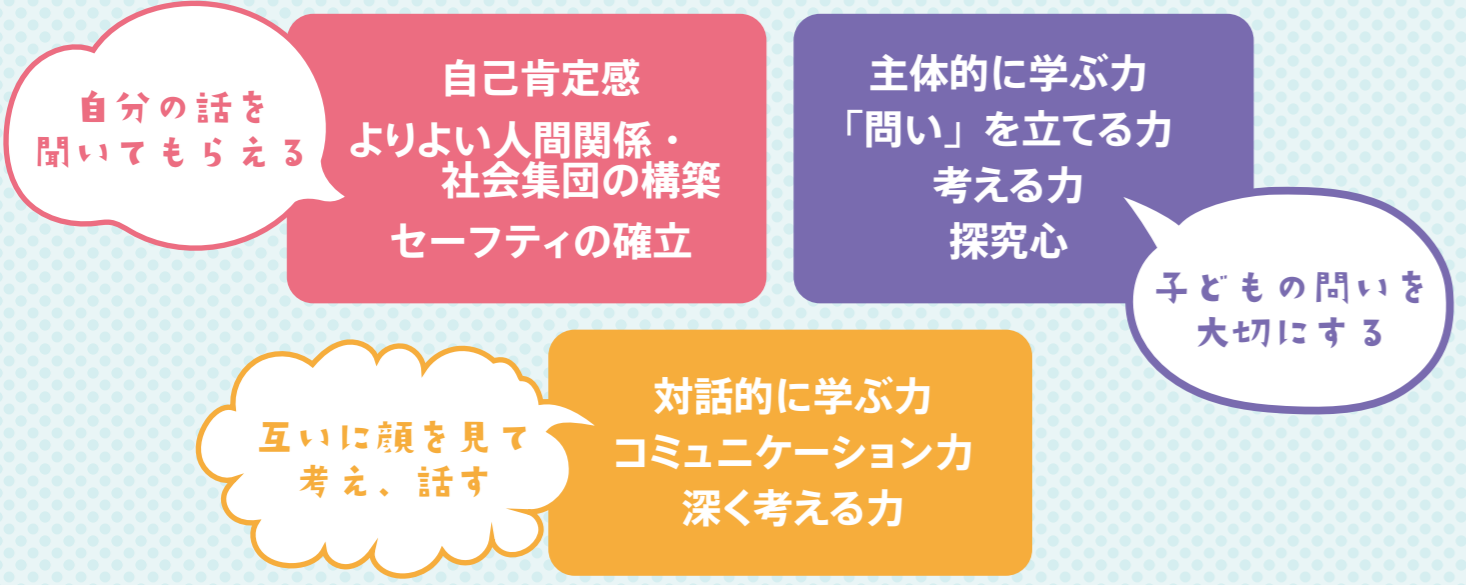 自分の話を
聞いてもらえる
自己肯定感
よりよい人間関係・
社会集団の構築
セーフティの確立
主体的に学ぶ力
「問い」を立てる力
考える力
探究心
子どもの問いを
大切にする
互いに顔を見て
考え、話す
対話的に学ぶ力
コミュニケーション力
深く考える力